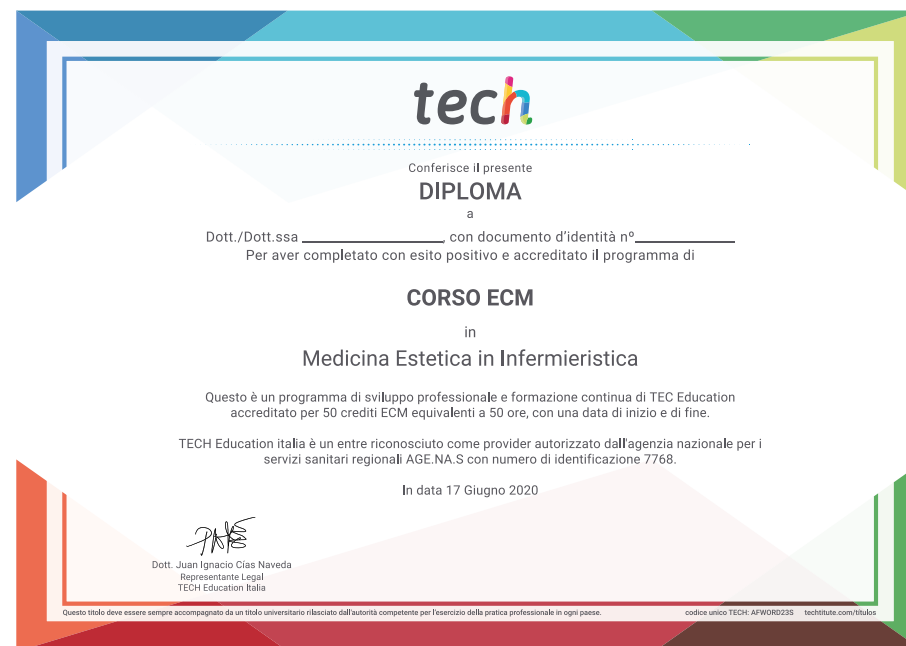 tech
Conferisce il presente
DIPLOMA
a
Dott./Dott.ssa ____________________, con documento d'identità nº______________
Per aver completato con esito positivo e accreditato il programma di
CORSO ECM
in
Medicina Estetica in Infermieristica
Questo è un programma di sviluppo professionale e formazione continua di TEC Education
accreditato per 50 crediti ECM equivalenti a 50 ore, con una data di inizio e di fine.
TECH Education italia è un entre riconosciuto come provider autorizzato dall'agenzia nazionale per i
servizi sanitari regionali AGE.NA.S con numero di identificazione 7768.
In data 17 Giugno 2020
Dott. Juan Ignacio Cías Naveda
Representante Legal
TECH Education Italia
Questo titolo deve essere sempre accompagnato da un titolo universitario rilasciato dall'autorità competente per l'esercizio della pratica professionale in ogni paese. codice unico TECH: AFWORD23S techtitute.com/títulos